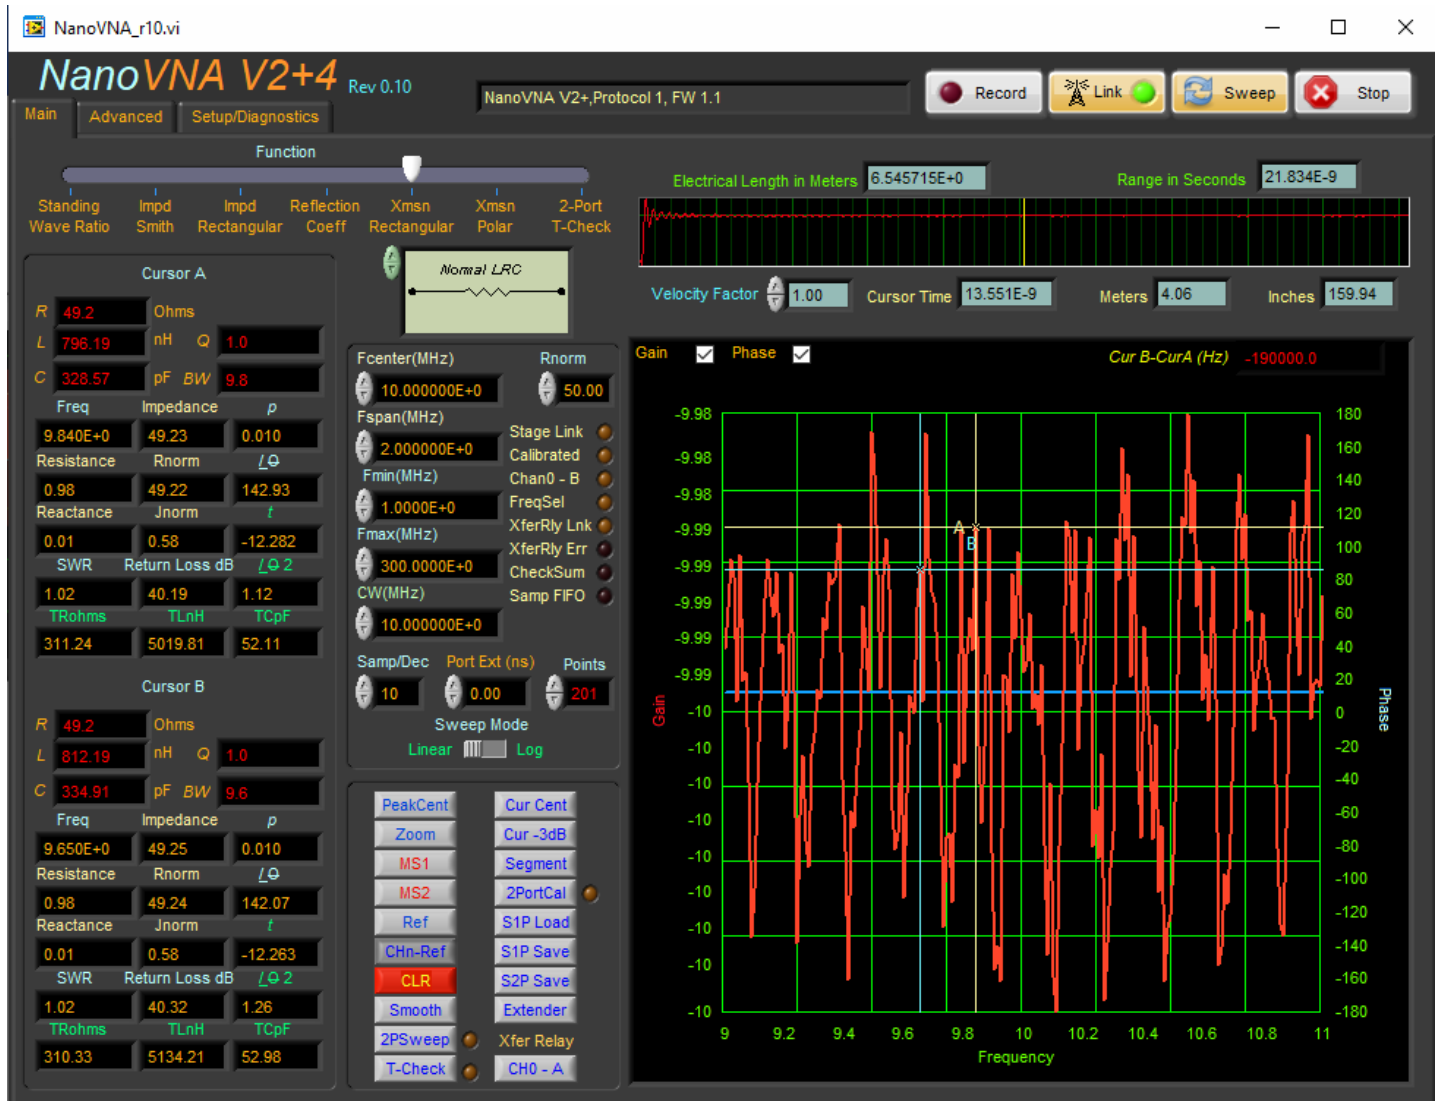 NanoVNA_r10.vi
NanoVNA V2+4 Rev 0.10
NanoVNA V2+,Protocol 1, FW 1.1
Record
Link
Sweep
Stop
Main Advanced Setup/Diagnostics
Function
Standing Wave Ratio
Impd Smith
Impd Rectangular
Reflection Coeff
Xmsn Rectangular
Xmsn Polar
2-Port T-Check
Electrical Length in Meters 6.545715E+0
Range in Seconds 21.834E-9
Velocity Factor 1.00
Cursor Time 13.551E-9
Meters 4.06
Inches 159.94
Cursor A
R 49.2 Ohms
L 796.19 nH Q 1.0
C 328.57 pF BW 9.8
Freq Impedance p
9.840E+0 49.23 0.010
Resistance Rnorm / Θ
0.98 49.22 142.93
Reactance Jnorm t
0.01 0.58 -12.282
SWR Return Loss dB / Θ 2
1.02 40.19 1.12
TRohms TLnH TCpF
311.24 5019.81 52.11
Cursor B
R 49.2 Ohms
L 812.19 nH Q 1.0
C 334.91 pF BW 9.6
Freq Impedance p
9.650E+0 49.25 0.010
Resistance Rnorm / Θ
0.98 49.24 142.07
Reactance Jnorm t
0.01 0.58 -12.263
SWR Return Loss dB / Θ 2
1.02 40.32 1.26
TRohms TLnH TCpF
310.33 5134.21 52.98
Normal LRC
Fcenter(MHz) Rnorm
10.000000E+0 50.00
Fspan(MHz)
2.000000E+0
Fmin(MHz)
1.0000E+0
Fmax(MHz)
300.0000E+0
CW(MHz)
10.000000E+0
Stage Link
Calibrated
Chan0 - B
FreqSel
XferRly Lnk
XferRly Err
CheckSum
Samp FIFO
Samp/Dec Port Ext (ns) Points
10 0.00 201
Sweep Mode
Linear Log
PeakCent Cur Cent
Zoom Cur -3dB
MS1 Segment
MS2 2PortCal
Ref S1P Load
CHn-Ref S1P Save
CLR S2P Save
Smooth Extender
2PSweep Xfer Relay
T-Check CH0 - A
Gain Phase
Cur B-CurA (Hz) -190000.0
-9.98
-9.98
-9.98
-9.99
-9.99
-9.99
-9.99
-9.99
-10
-10
-10
-10
-10
-10
-10
-10
-10
Gain
A
B
180
160
140
120
100
80
60
40
20
0
-20
-40
-60
-80
-100
-120
-140
-160
-180
Phase
9 9.2 9.4 9.6 9.8 10 10.2 10.4 10.6 10.8 11
Frequency